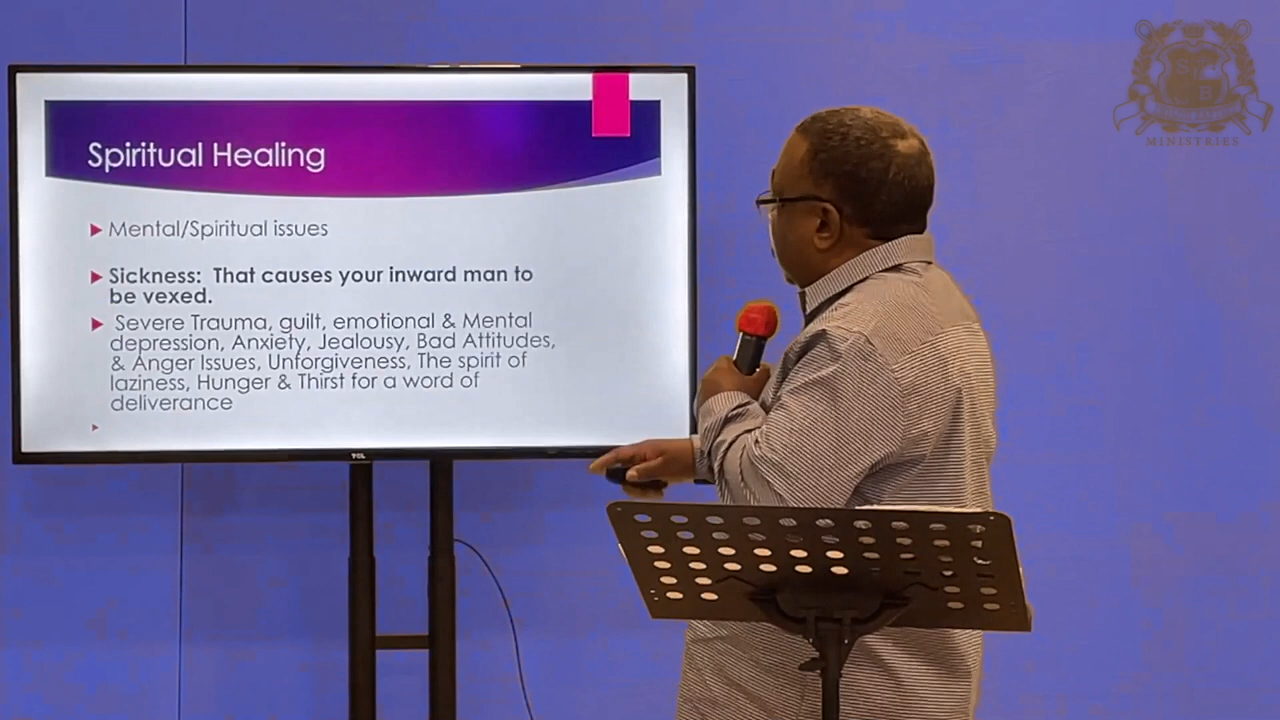 Spiritual Healing
Mental/Spiritual issues
Sickness: That causes your inward man to
be vexed.
Severe Trauma, guilt, emotional & Mental
depression, Anxiety, Jealousy, Bad Attitudes,
& Anger Issues, Unforgiveness, The spirit of
laziness, Hunger & Thirst for a word of
deliverance
TCL
MINISTRIES